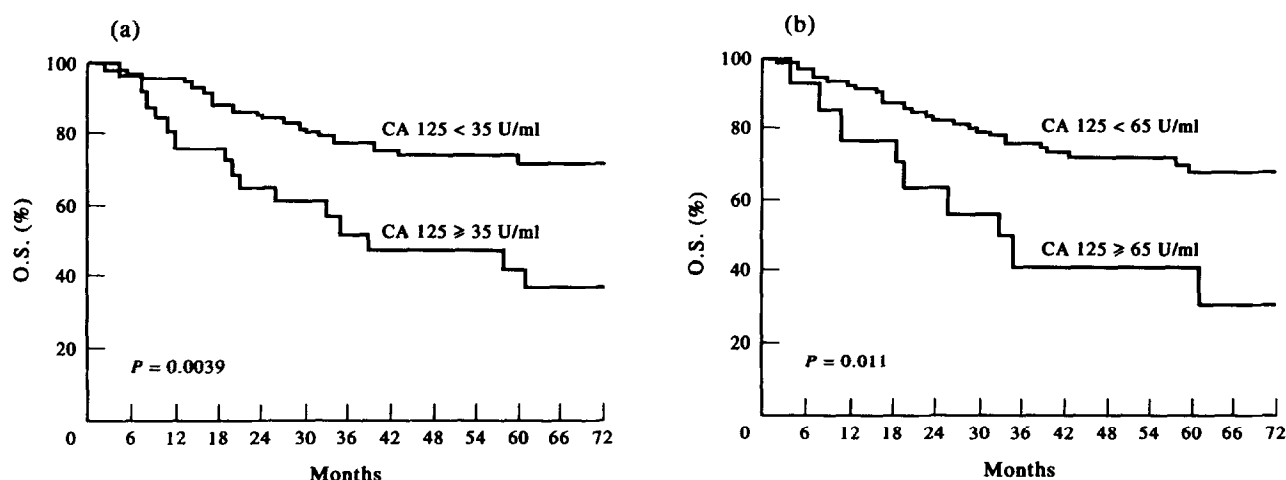 (a)
100
80
60
40
20
0
O.S. (%)
CA 125 < 35 U/ml
CA 125 ⩾ 35 U/ml
P = 0.0039
6 12 18 24 30 36 42 48 54 60 66 72
Months
(b)
100
80
60
40
20
0
O.S. (%)
CA 125 < 65 U/ml
CA 125 ⩾ 65 U/ml
P = 0.011
6 12 18 24 30 36 42 48 54 60 66 72
Months